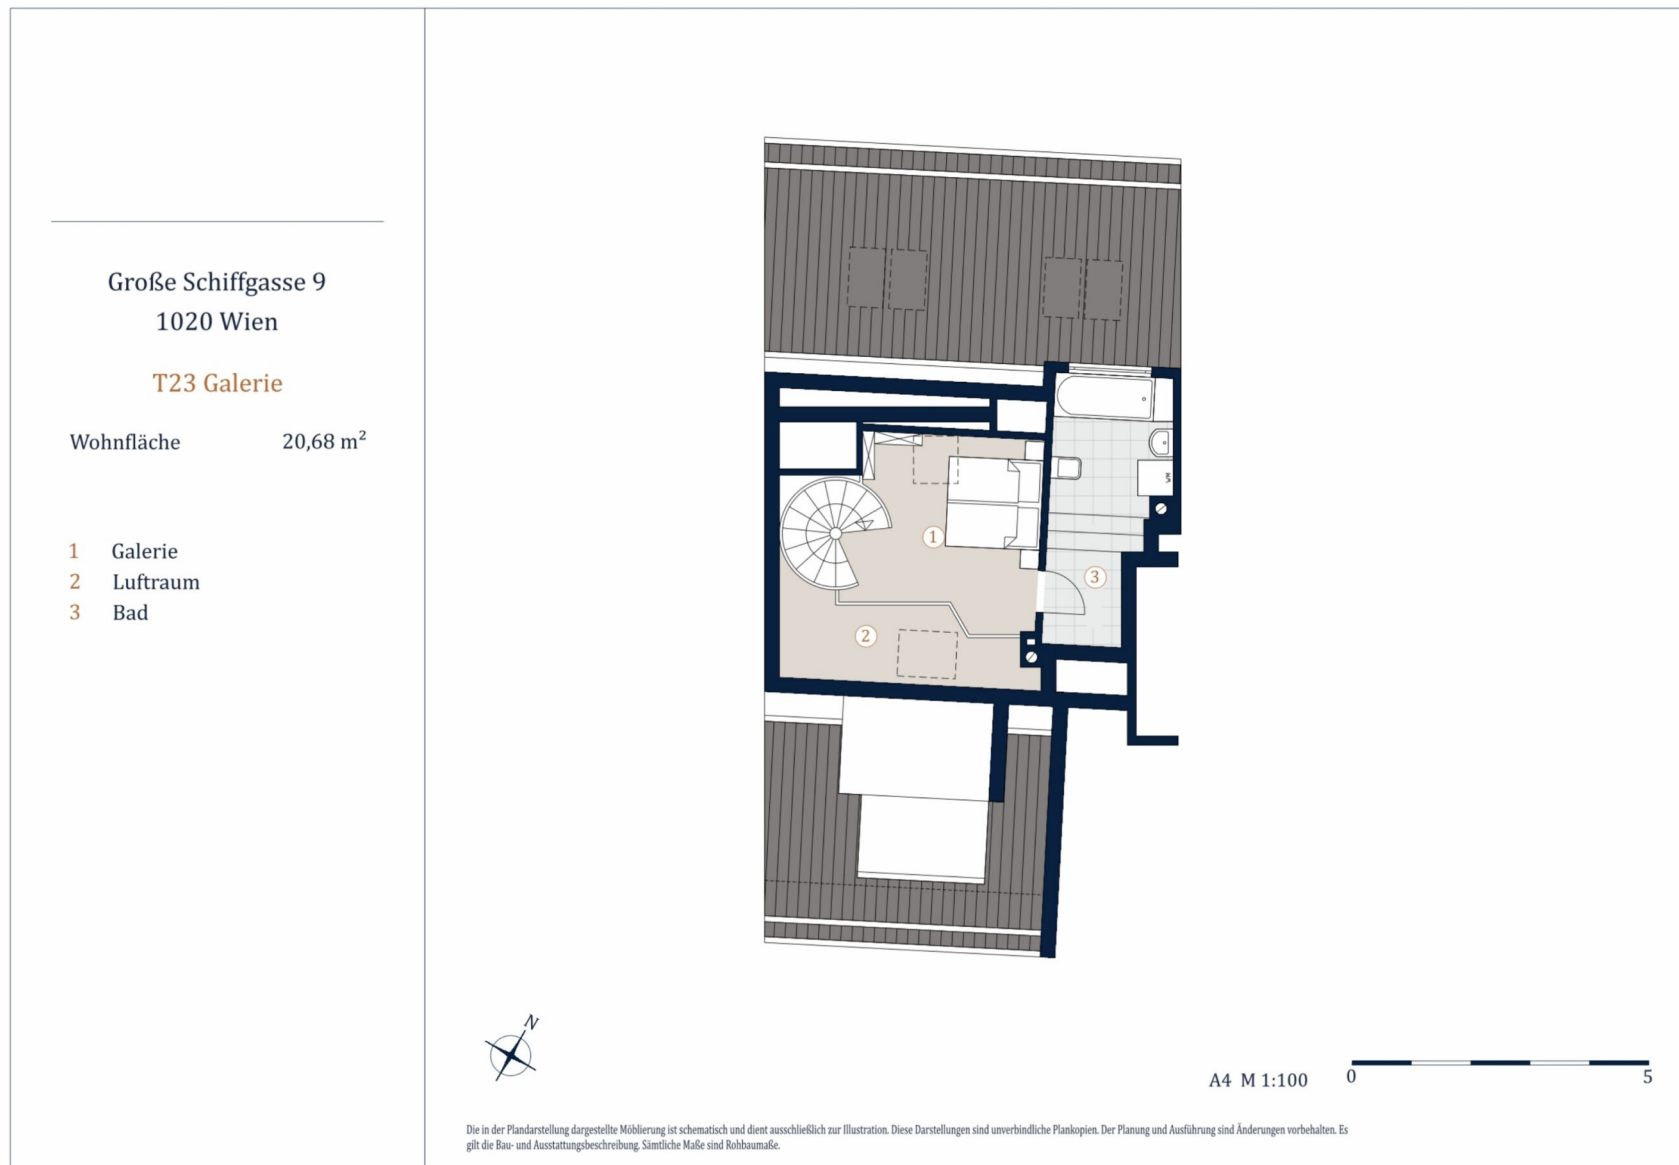 Große Schiffgasse 9
1020 Wien
T23 Galerie
Wohnfläche 20,68 m²
1 Galerie
2 Luftraum
3 Bad
1
2
3
WM
N
A4 M 1:100
0 5
Die in der Plandarstellung dargestellte Möblierung ist schematisch und dient ausschließlich zur Illustration. Diese Darstellungen sind unverbindliche Plankopien. Der Planung und Ausführung sind Änderungen vorbehalten. Es
gilt die Bau- und Ausstattungsbeschreibung. Sämtliche Maße sind Rohbaumaße.